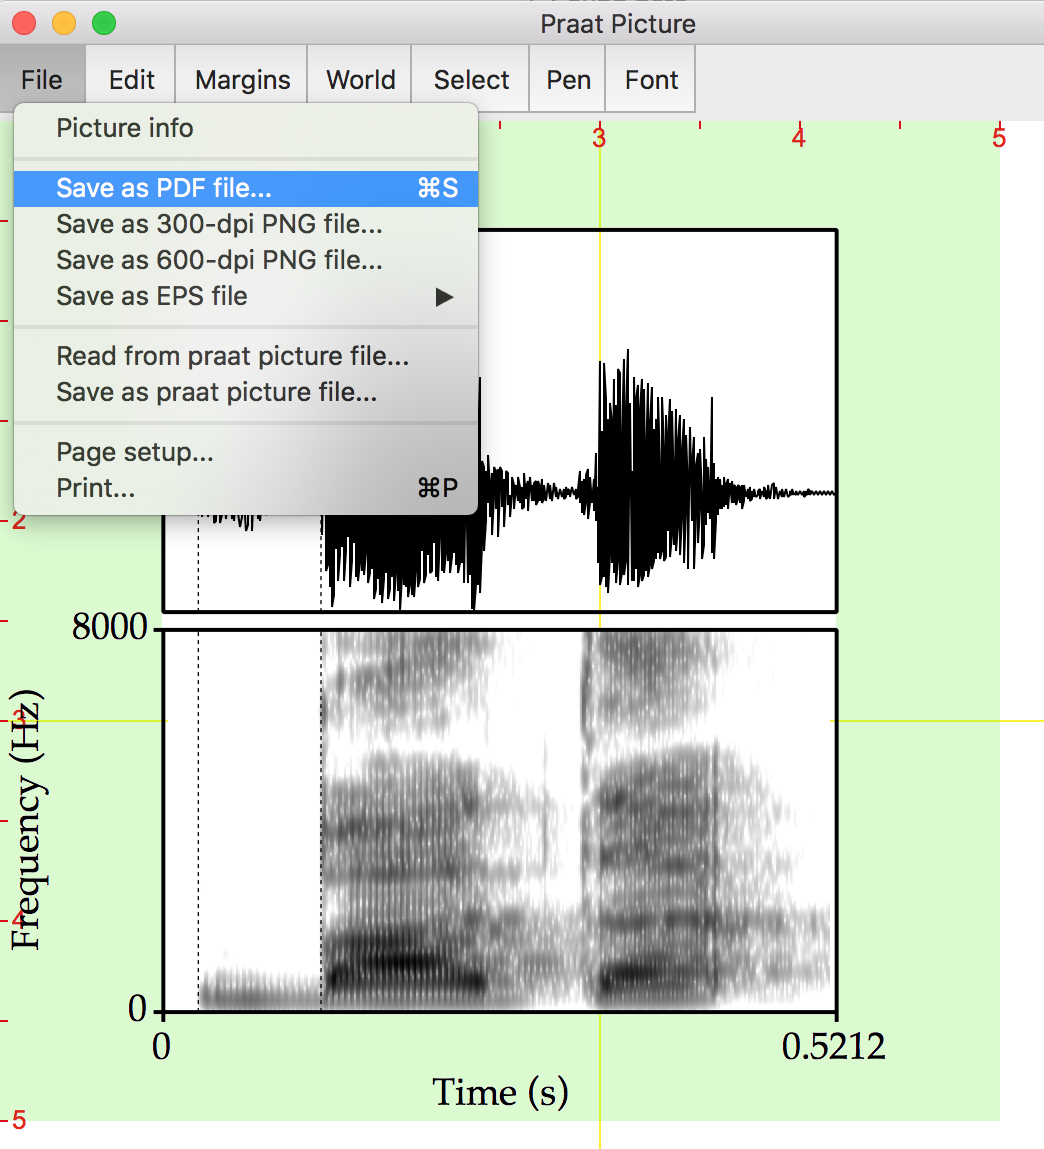 Praat Picture
File Edit Margins World Select Pen Font
Picture info
3 4 5
Save as PDF file... ⌘S
Save as 300-dpi PNG file...
Save as 600-dpi PNG file...
Save as EPS file ▶
Read from praat picture file...
Save as praat picture file...
Page setup...
Print... ⌘P
2
8000
3
Frequency (Hz)
4
0
0 0.5212
Time (s)
5